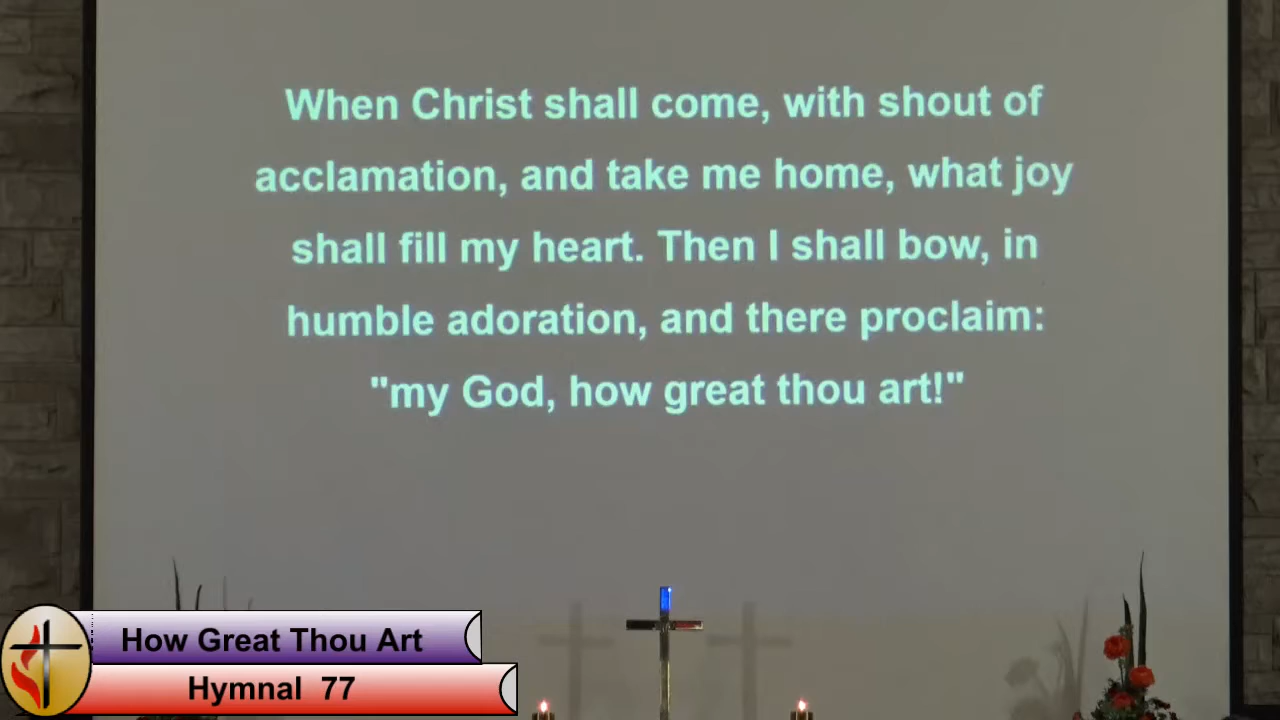 When Christ shall come, with shout of
acclamation, and take me home, what joy
shall fill my heart. Then I shall bow, in
humble adoration, and there proclaim:
"my God, how great thou art!"
How Great Thou Art
Hymnal 77